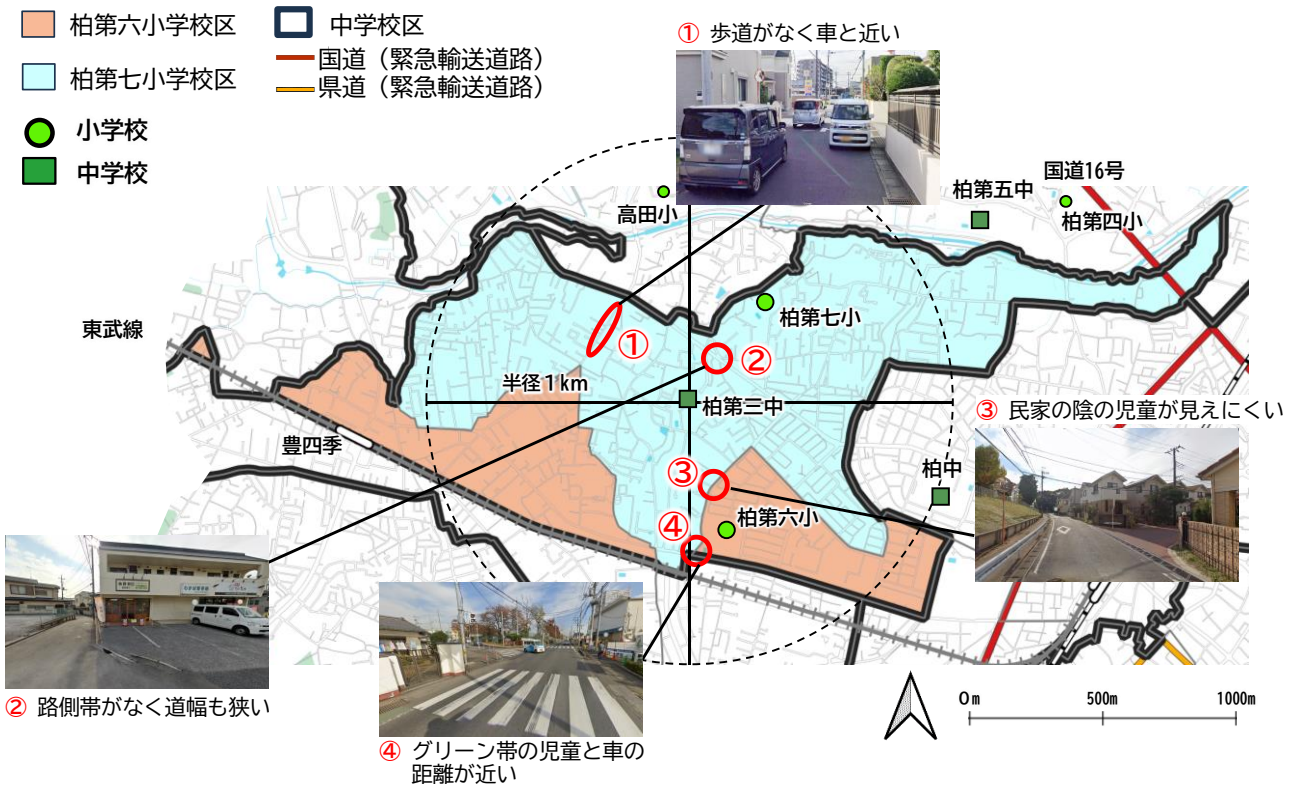 柏第六小学校区
中学校区
柏第七小学校区
国道（緊急輸送道路）
県道（緊急輸送道路）
小学校
中学校
① 歩道がなく車と近い
国道16号
柏第五中
高田小
柏第四小
東武線
柏第七小
①
②
半径１km
柏第三中
③ 民家の陰の児童が見えにくい
豊四季
③
柏中
④
柏第六小
② 路側帯がなく道幅も狭い
④ グリーン帯の児童と車の
距離が近い
0m
500m
1000m